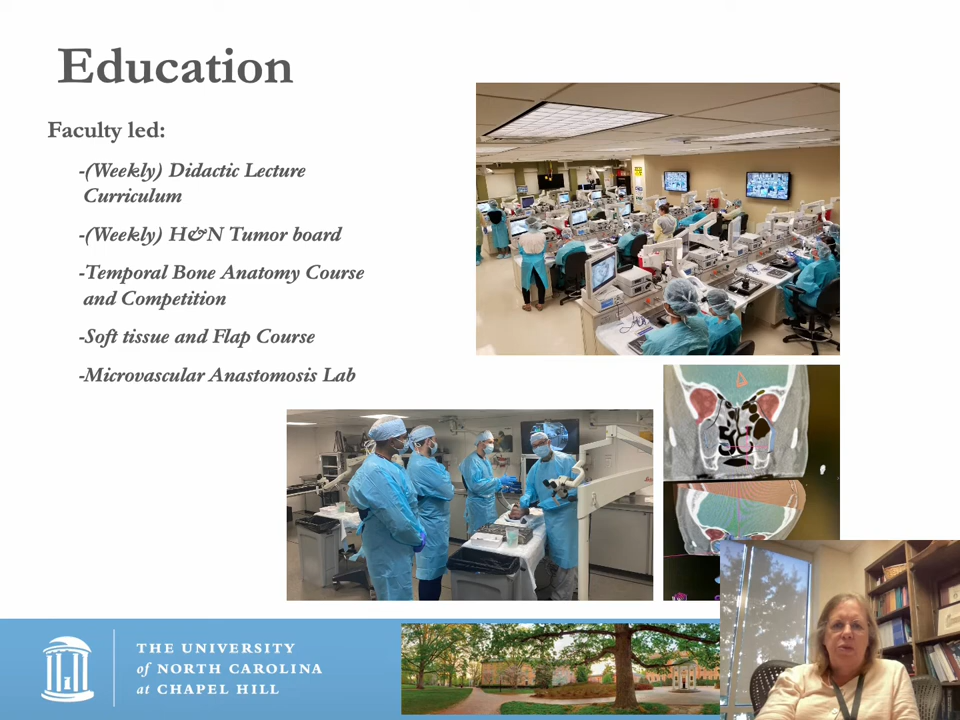 Education
Faculty led:
-(Weekly) Didactic Lecture
Curriculum
-(Weekly) H&N Tumor board
-Temporal Bone Anatomy Course
and Competition
-Soft tissue and Flap Course
-Microvascular Anastomosis Lab
THE UNIVERSITY
of NORTH CAROLINA
at CHAPEL HILL